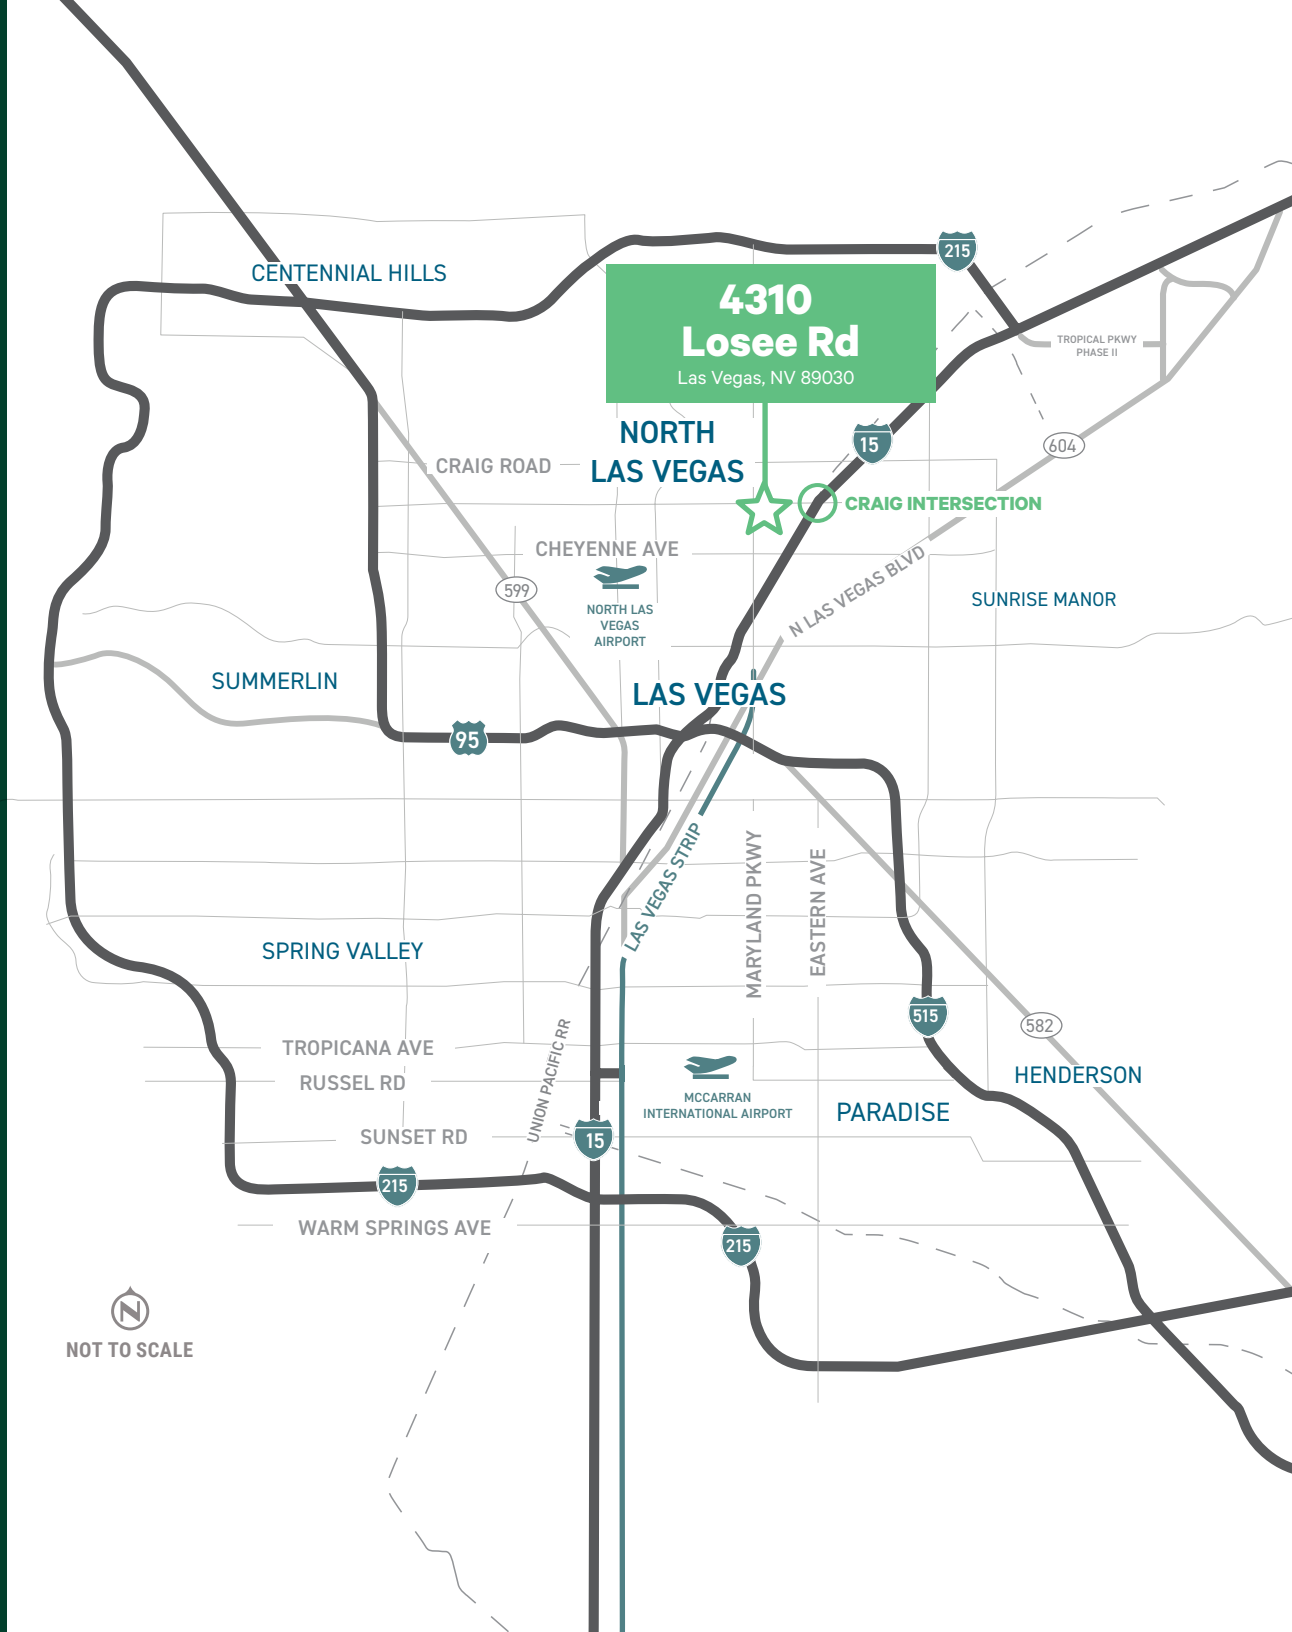 215
CENTENNIAL HILLS
4310
Losee Rd
Las Vegas, NV 89030
TROPICAL PKWY
PHASE II
NORTH
LAS VEGAS
15
604
CRAIG ROAD
CRAIG INTERSECTION
CHEYENNE AVE
N LAS VEGAS BLVD
599
NORTH LAS
VEGAS
AIRPORT
SUNRISE MANOR
SUMMERLIN
LAS VEGAS
95
LAS VEGAS STRIP
MARYLAND PKWY
EASTERN AVE
SPRING VALLEY
515
582
TROPICANA AVE
UNION PACIFIC RR
RUSSEL RD
HENDERSON
MCCARRAN
INTERNATIONAL AIRPORT
PARADISE
SUNSET RD
15
215
WARM SPRINGS AVE
215
N
NOT TO SCALE